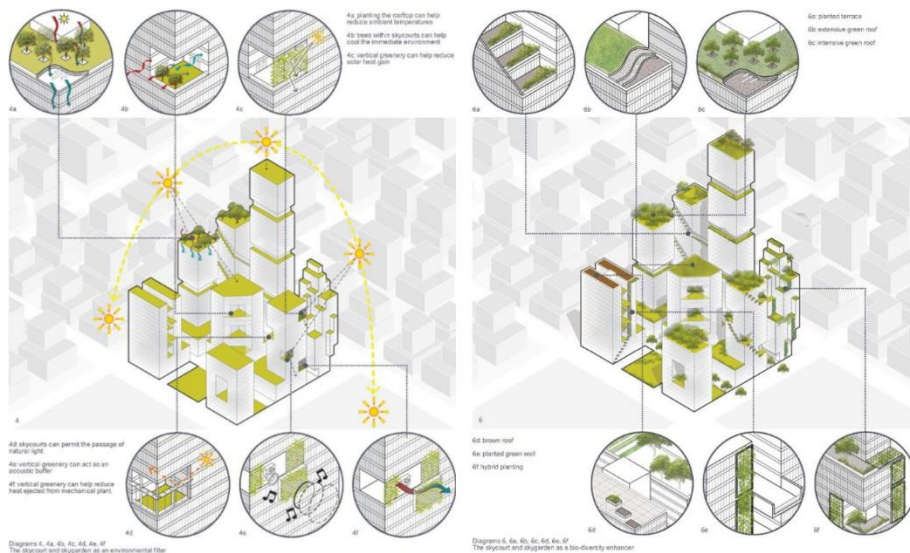 4a: planting the rooftop can help
reduce ambient temperatures
4b: trees within skycourts can help
cool the immediate environment
4c: vertical greenery can help reduce
solar heat gain
4a
4b
4c
4
4d: skycourts can permit the passage of
natural light
4e: vertical greenery can act as an
acoustic buffer
4f: vertical greenery can help reduce
heat ejected from mechanical plant.
4d
4e
4f
Diagrams 4, 4a, 4b, 4c, 4d, 4e, 4f
The skycourt and skygarden as an environmental filter
6a: planted terrace
6b: extensive green roof
6c: intensive green roof
6a
6b
6c
6
6d: brown roof
6e: planted green wall
6f: hybrid planting
6d
6e
6f
Diagrams 6, 6a, 6b, 6c, 6d, 6e, 6f
The skycourt and skygarden as a bio-diversity enhancer